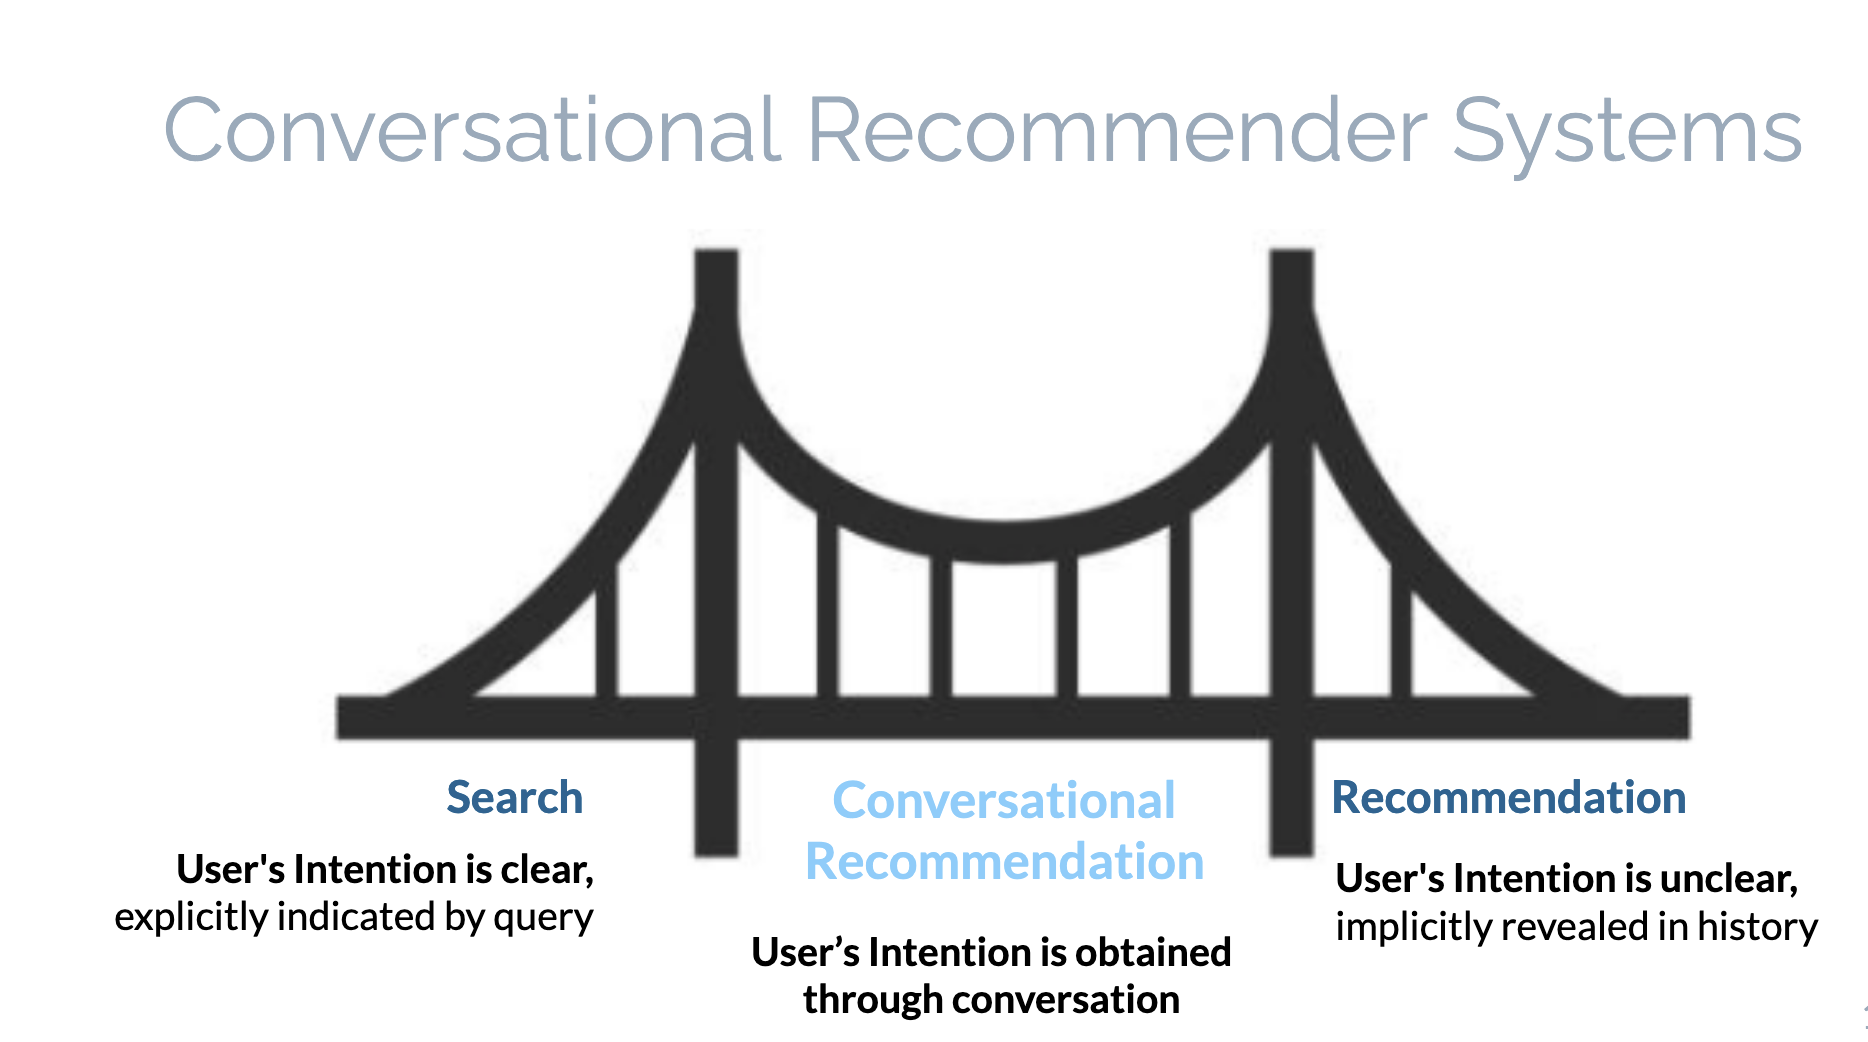 Conversational Recommender Systems
Search
User's Intention is clear,
explicitly indicated by query
Conversational
Recommendation
User’s Intention is obtained
through conversation
Recommendation
User's Intention is unclear,
implicitly revealed in history